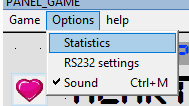 PANEL_GAME
Game Options help
Statistics
RS232 settings
Sound Ctrl+M